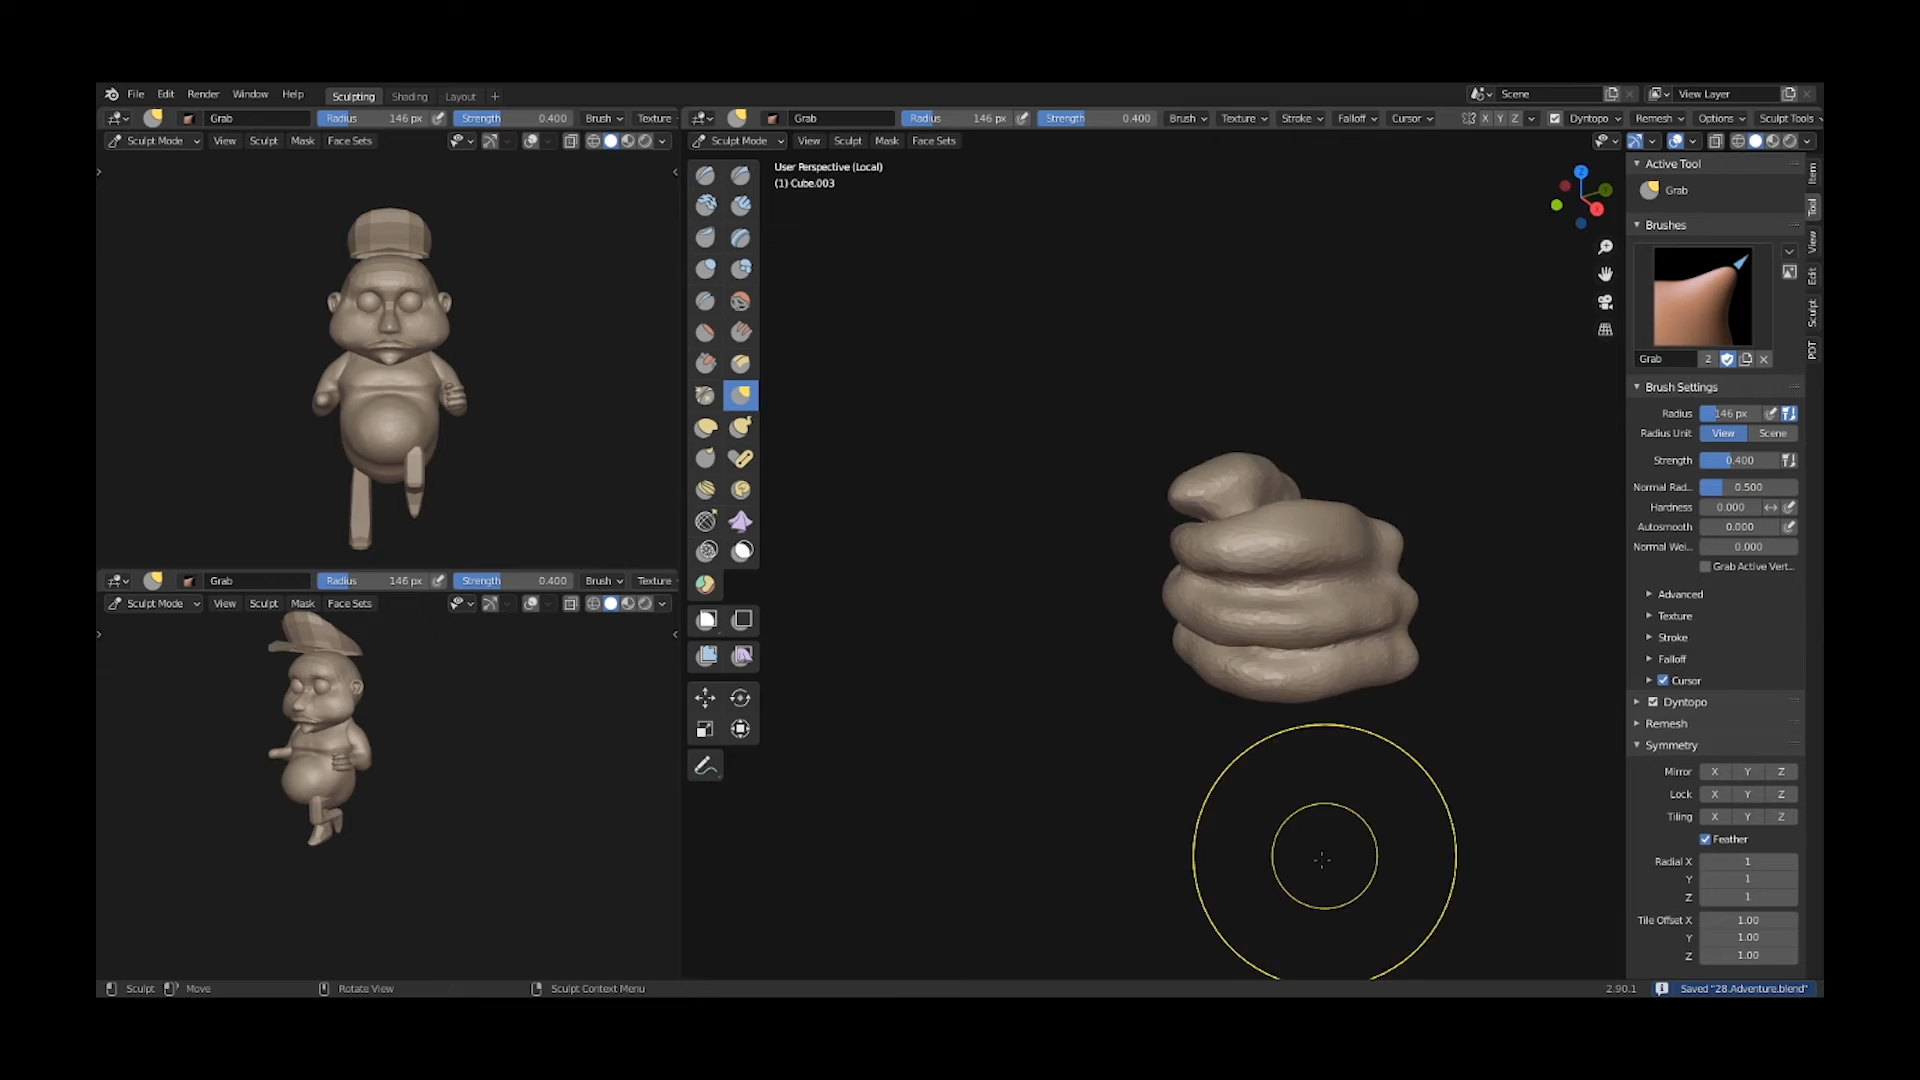 File Edit Render Window Help Sculpting Shading Layout + Scene View Layer
Grab Radius 146 px Strength 0.400 Brush Texture
Grab Radius 146 px Strength 0.400 Brush Texture Stroke Falloff Cursor X Y Z Dyntopo Remesh Options Sculpt Tools
Sculpt Mode View Sculpt Mask Face Sets
Sculpt Mode View Sculpt Mask Face Sets
User Perspective (Local)
(1) Cube.003
Z
Y
X
Active Tool
Grab
Brushes
Grab 2
Brush Settings
Radius 146 px
Radius Unit View Scene
Strength 0.400
Normal Rad... 0.500
Hardness 0.000
Autosmooth 0.000
Normal Wei... 0.000
Grab Active Vert...
Advanced
Texture
Stroke
Falloff
Cursor
Dyntopo
Remesh
Symmetry
Mirror X Y Z
Lock X Y Z
Tiling X Y Z
Feather
Radial X 1
Y 1
Z 1
Tile Offset X 1.00
Y 1.00
Z 1.00
Item
Tool
View
Edit
Sculpt
PDT
Grab Radius 146 px Strength 0.400 Brush Texture
Sculpt Mode View Sculpt Mask Face Sets
Sculpt Move Rotate View Sculpt Context Menu 2.90.1 Saved "28.Adventure.blend"